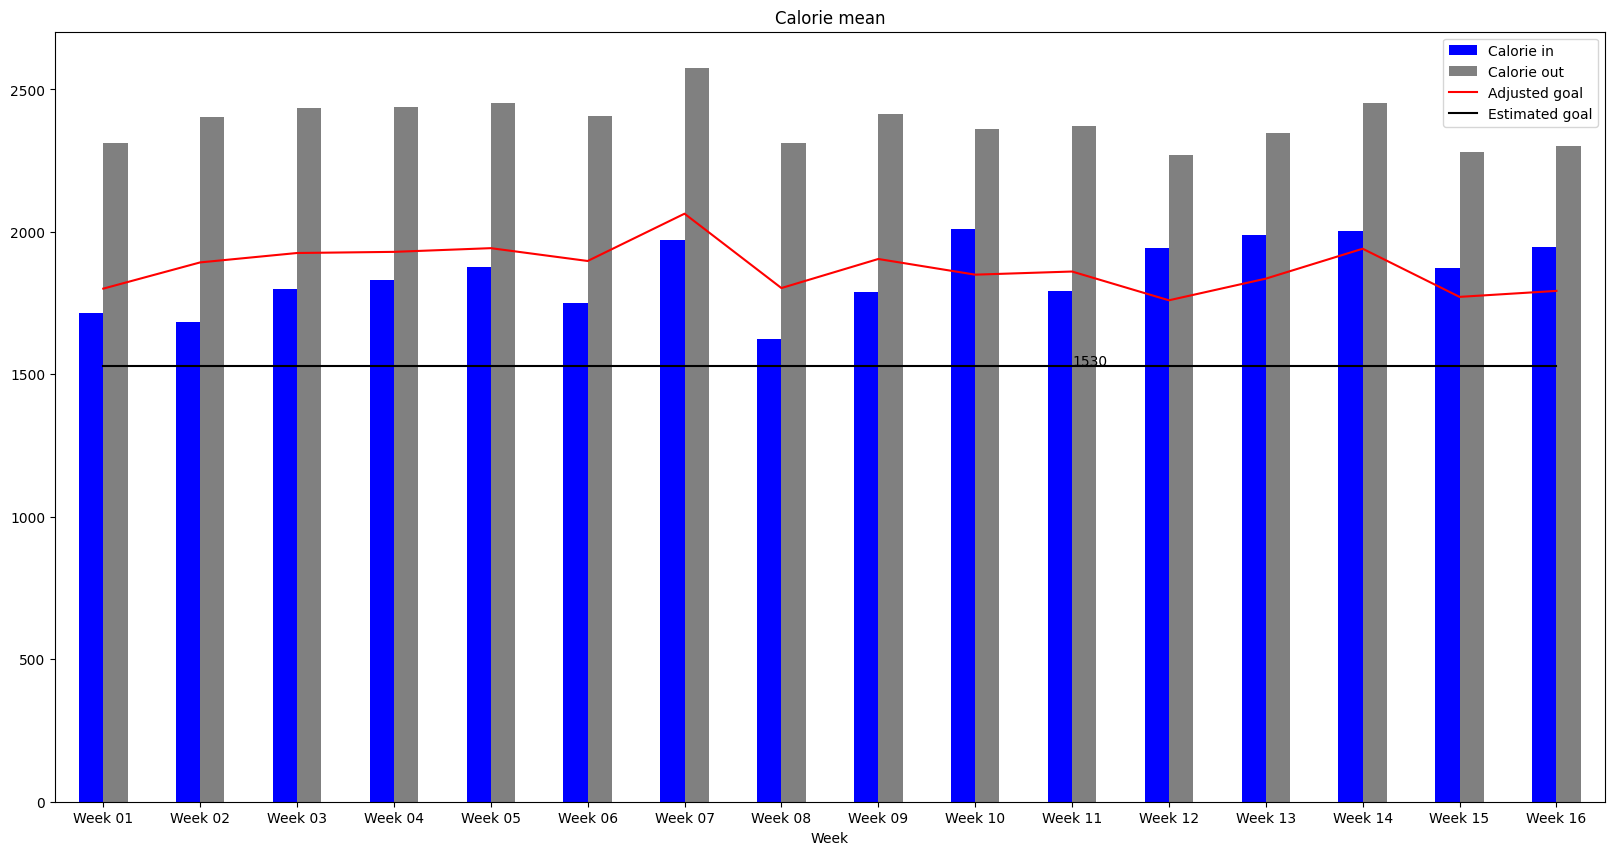 Calorie mean
Calorie in
Calorie out
Adjusted goal
Estimated goal
2500
2000
1500
1000
500
0
1530
Week 01 Week 02 Week 03 Week 04 Week 05 Week 06 Week 07 Week 08 Week 09 Week 10 Week 11 Week 12 Week 13 Week 14 Week 15 Week 16
Week